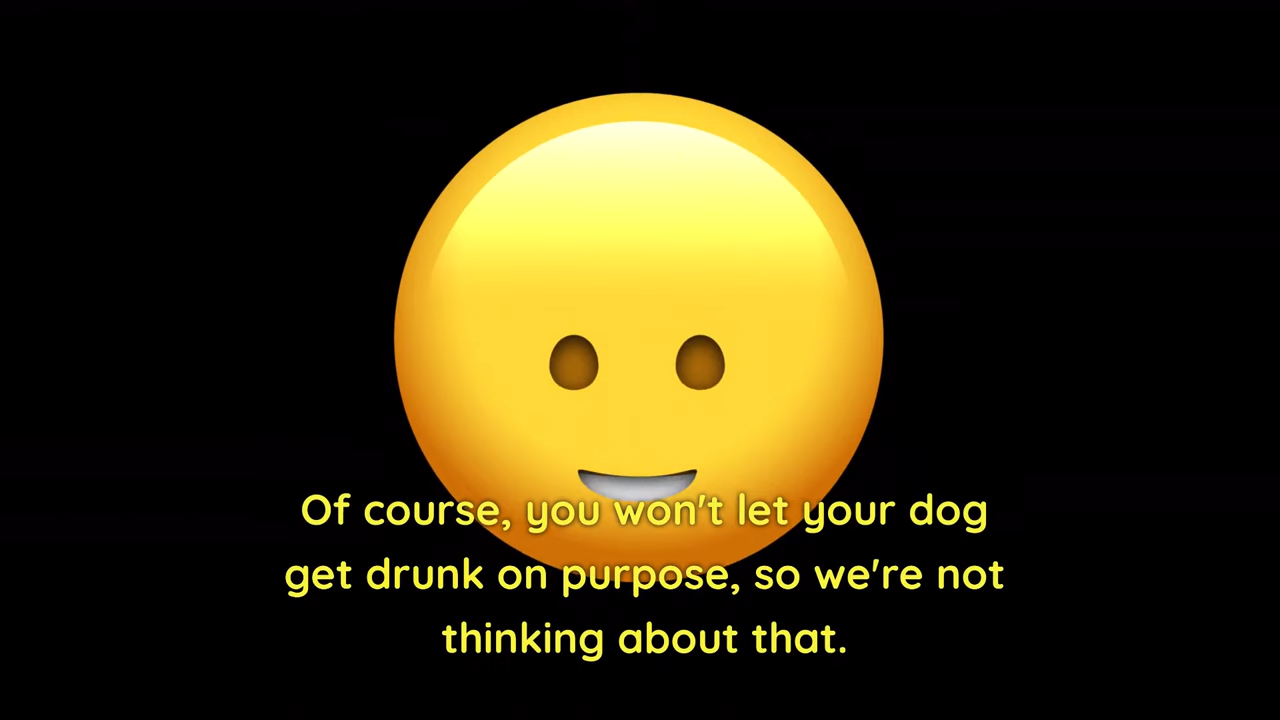 Of course, you won't let your dog
get drunk on purpose, so we're not
thinking about that.